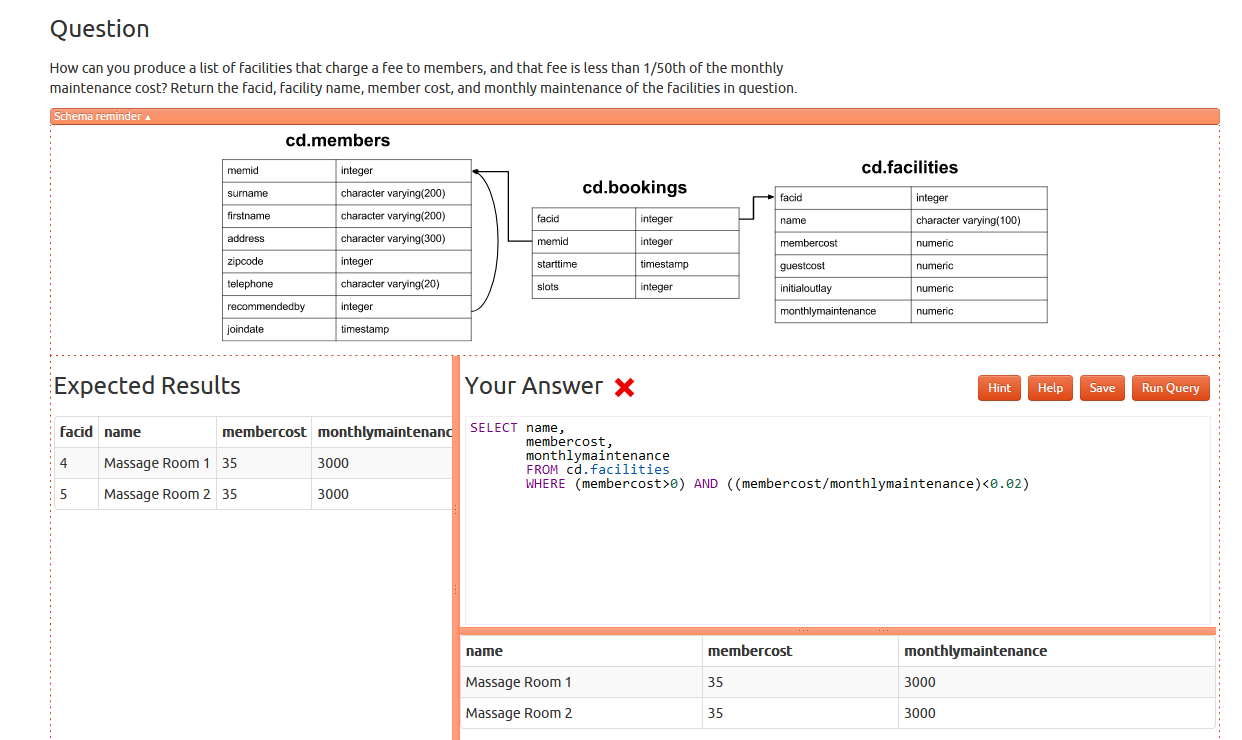 Question
How can you produce a list of facilities that charge a fee to members, and that fee is less than 1/50th of the monthly
maintenance cost? Return the facid, facility name, member cost, and monthly maintenance of the facilities in question.
Schema reminder ▴
cd.members
memid integer
surname character varying(200)
firstname character varying(200)
address character varying(300)
zipcode integer
telephone character varying(20)
recommendedby integer
joindate timestamp
cd.bookings
facid integer
memid integer
starttime timestamp
slots integer
cd.facilities
facid integer
name character varying(100)
membercost numeric
guestcost numeric
initialoutlay numeric
monthlymaintenance numeric
Expected Results
facid name membercost monthlymaintenanc
4 Massage Room 1 35 3000
5 Massage Room 2 35 3000
Your Answer
Hint Help Save Run Query
SELECT name,
membercost,
monthlymaintenance
FROM cd.facilities
WHERE (membercost>0) AND ((membercost/monthlymaintenance)<0.02)
name membercost monthlymaintenance
Massage Room 1 35 3000
Massage Room 2 35 3000